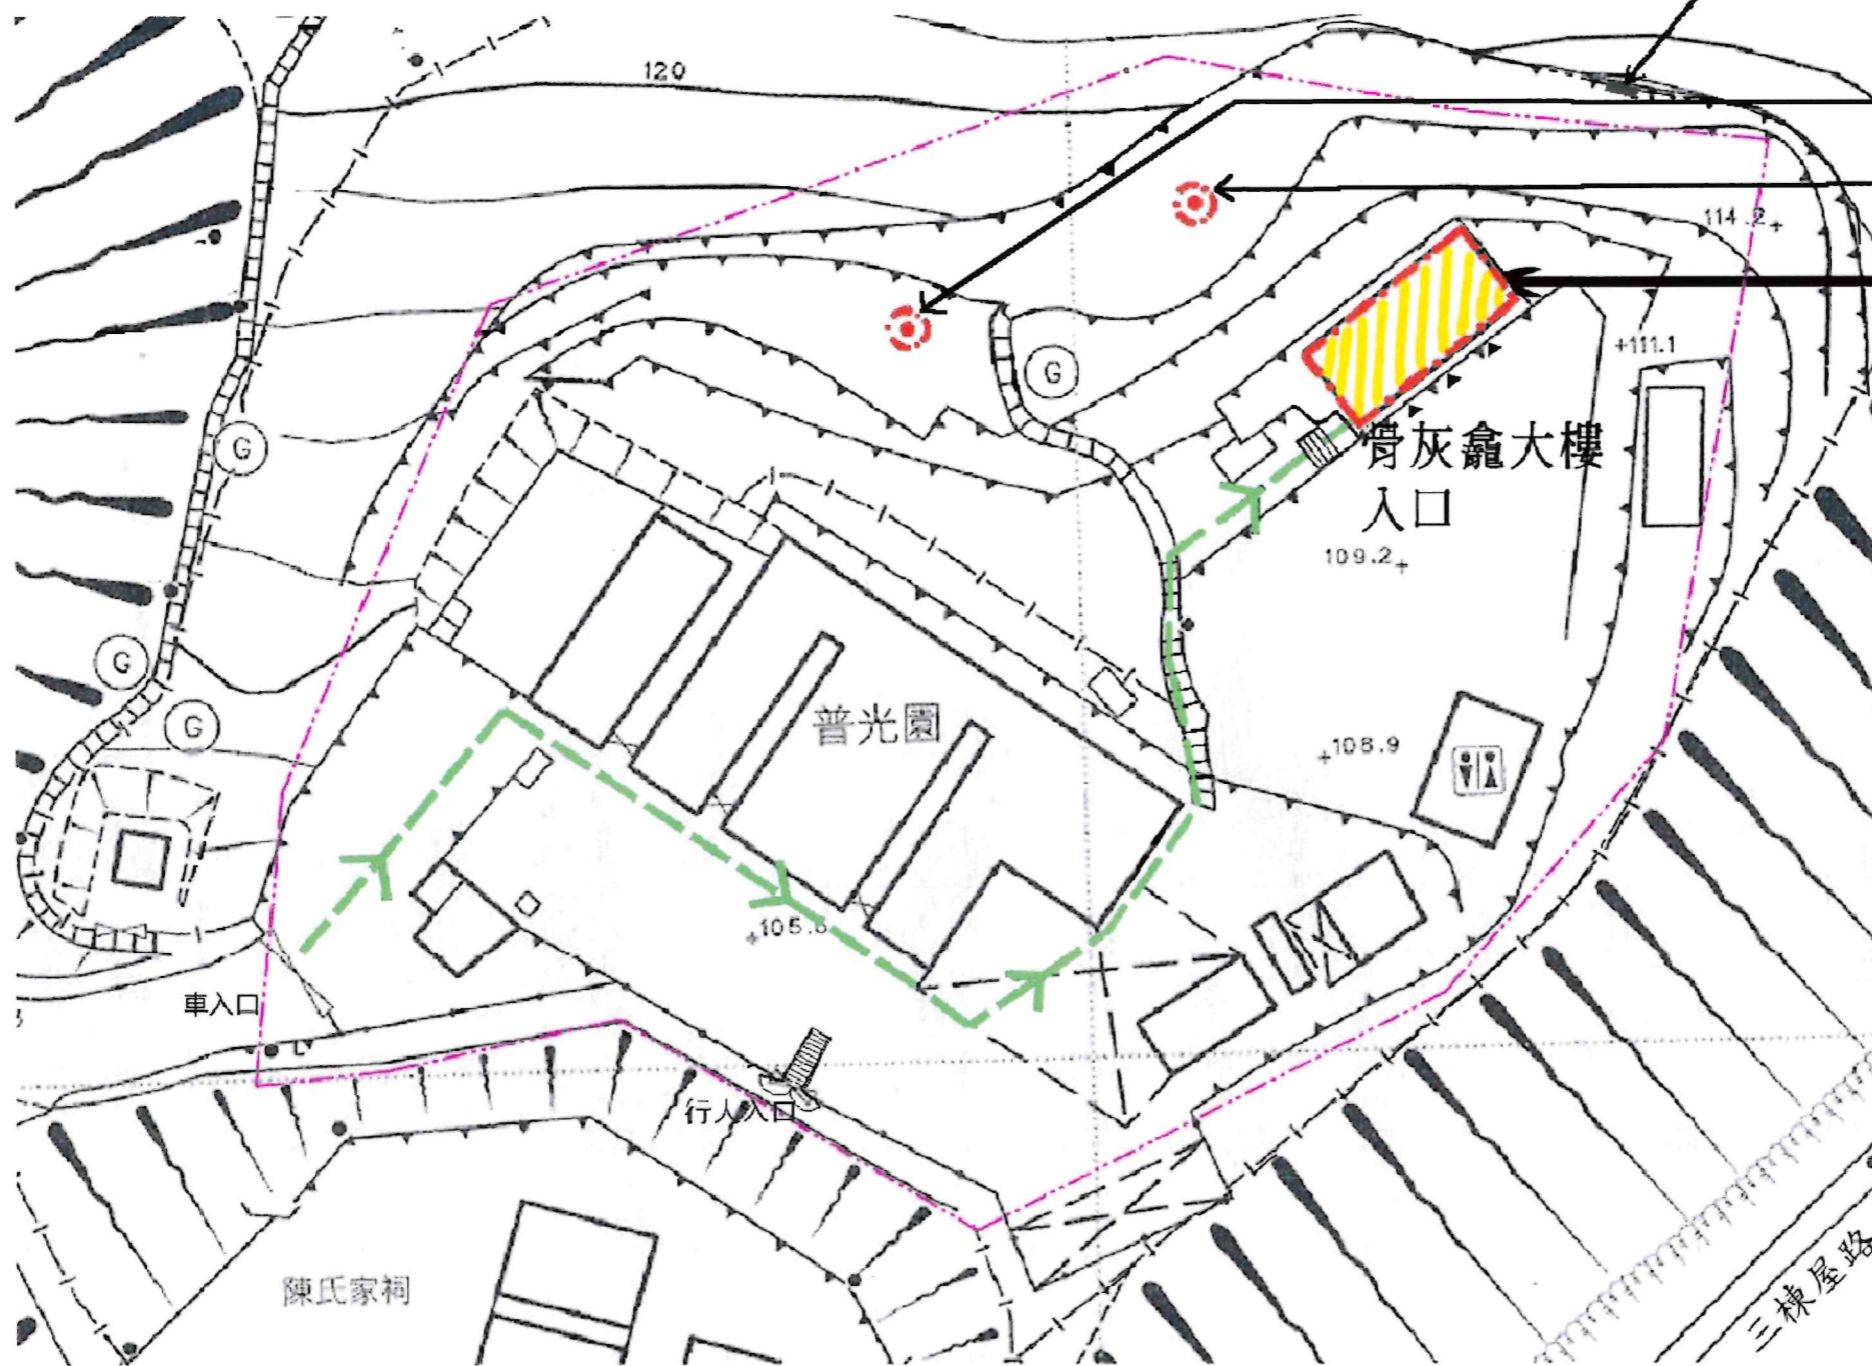 120
114.2
+111.1
G
骨灰龕大樓
入口
G
109.2
G
G
普光園
108.9
105.8
車入口
行人入口
陳氏家祠
三棟屋路